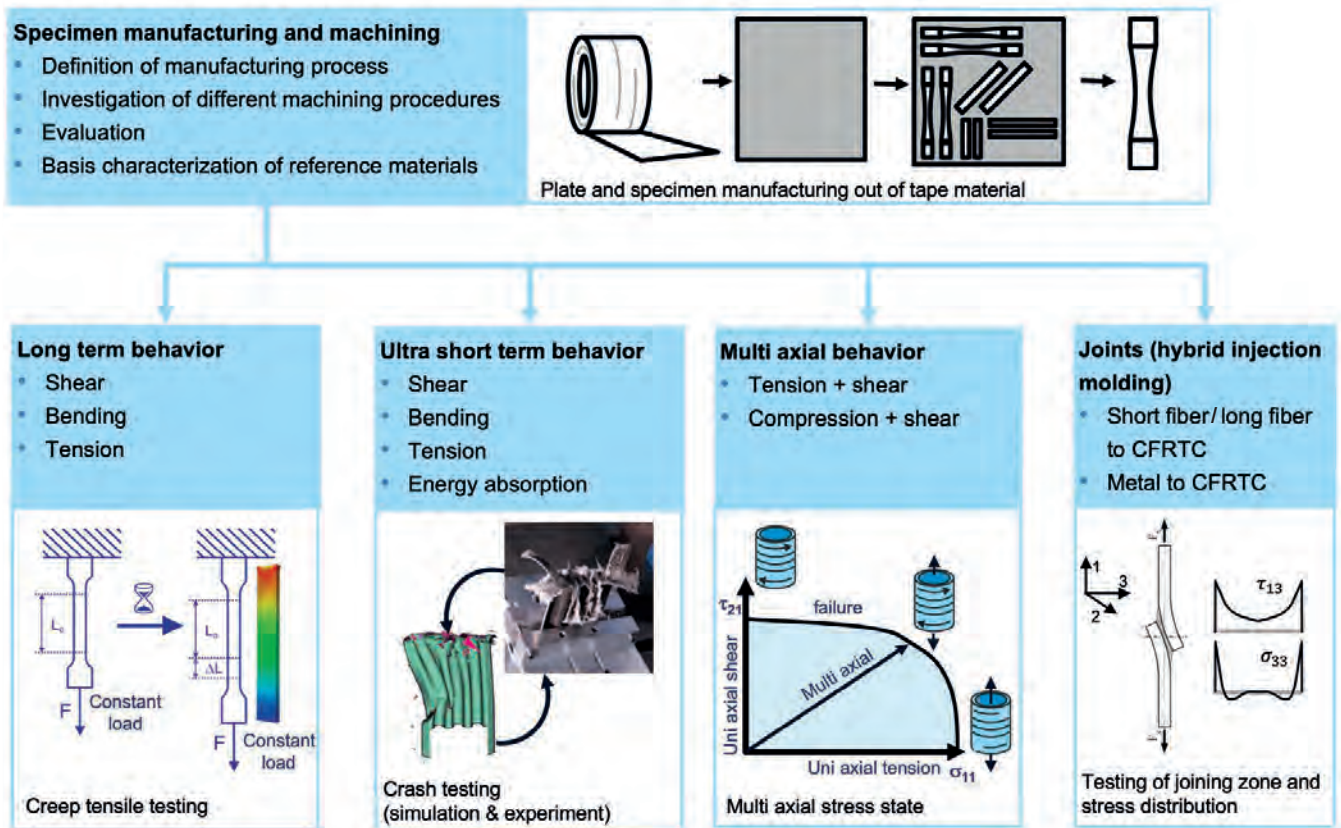 Specimen manufacturing and machining
• Definition of manufacturing process
• Investigation of different machining procedures
• Evaluation
• Basis characterization of reference materials
Plate and specimen manufacturing out of tape material
Long term behavior
• Shear
• Bending
• Tension
L₀
F
Constant
load
L₀
ΔL
F
Constant
load
Creep tensile testing
Ultra short term behavior
• Shear
• Bending
• Tension
• Energy absorption
Crash testing
(simulation & experiment)
Multi axial behavior
• Tension + shear
• Compression + shear
τ₂₁
failure
Uni axial shear
Multi axial
Uni axial tension σ₁₁
Multi axial stress state
Joints (hybrid injection
molding)
• Short fiber/long fiber
to CFRTC
• Metal to CFRTC
1
3
2
τ₁₃
σ₃₃
Testing of joining zone and
stress distribution